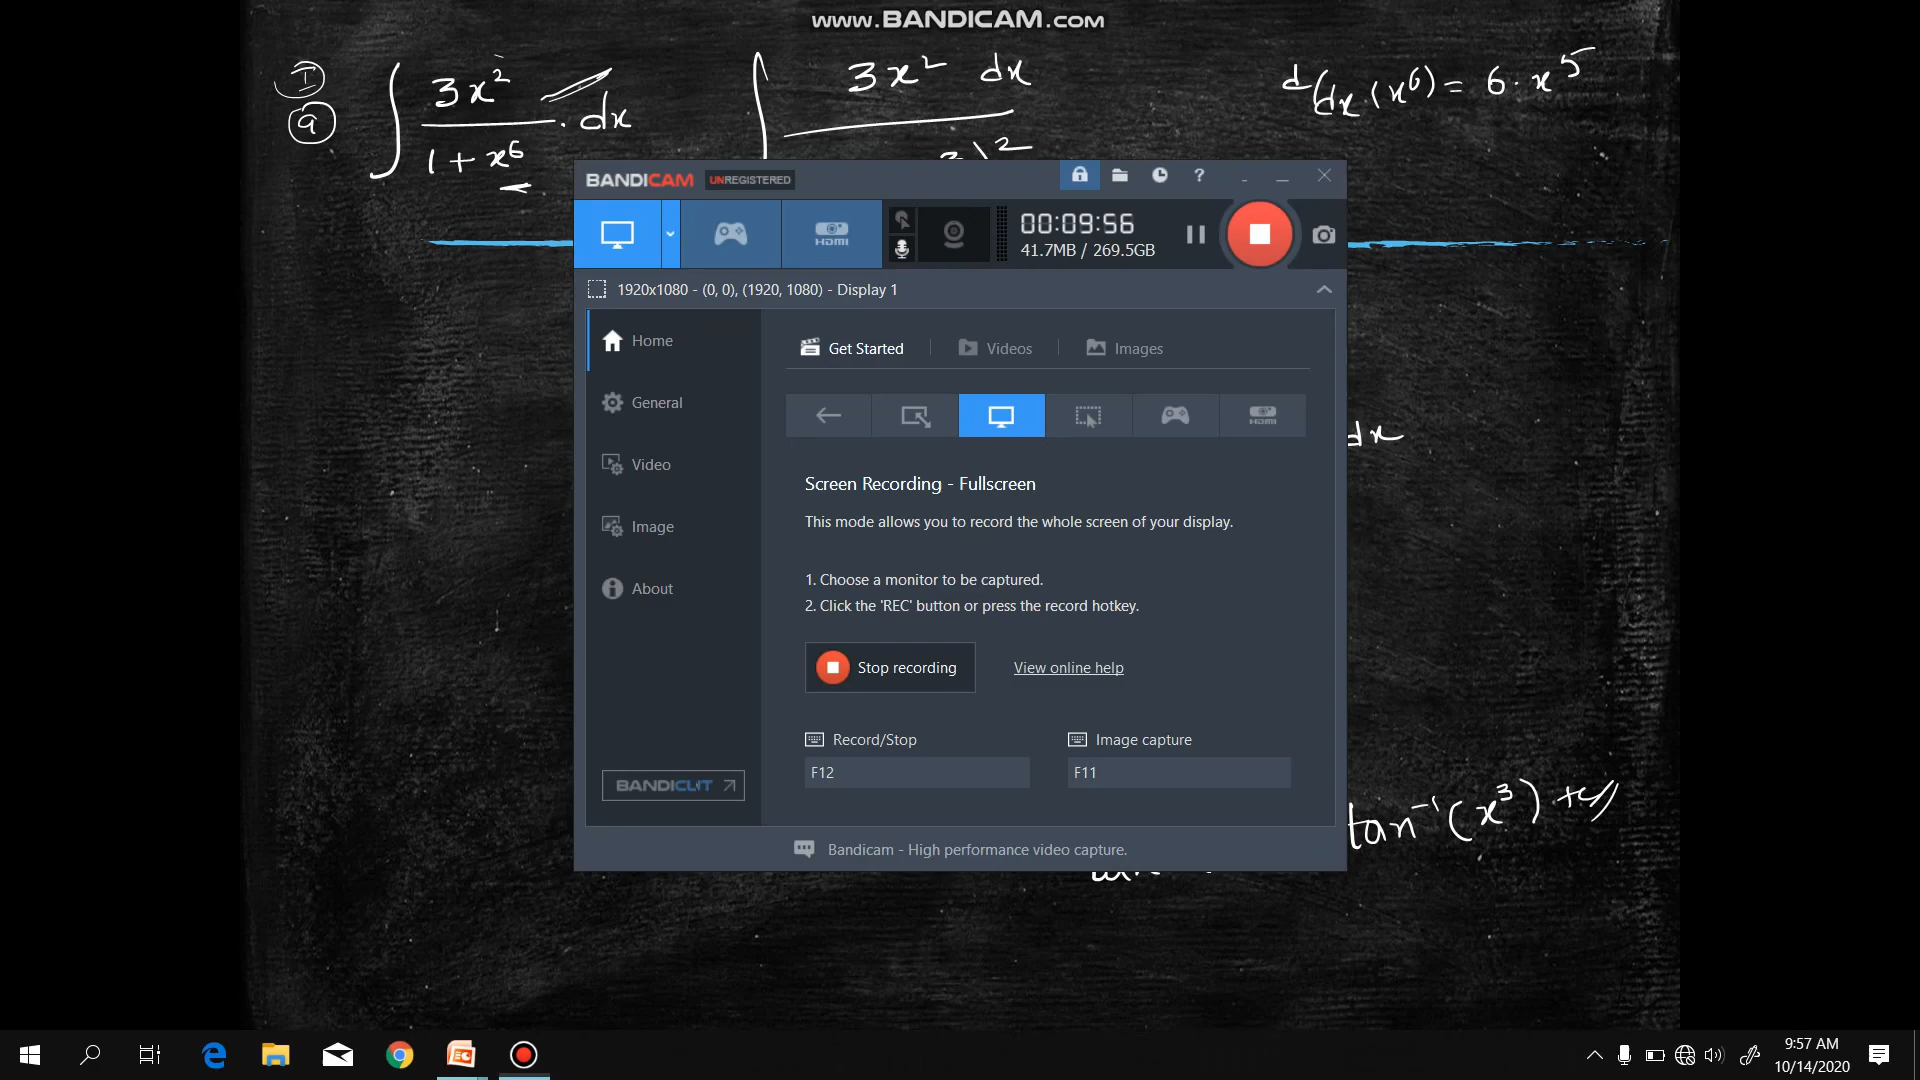 www.BANDICAM.com
I
a
∫ 3x² / 1 + x⁶ . dx
∫ 3x² dx
d/dx (x⁶) = 6 · x⁵
BANDICAM UNREGISTERED
?
HDMI
00:09:56
41.7MB / 269.5GB
1920x1080 - (0, 0), (1920, 1080) - Display 1
Home
General
Video
Image
About
BANDICUT
Get Started
Videos
Images
HDMI
dx
Screen Recording - Fullscreen
This mode allows you to record the whole screen of your display.
1. Choose a monitor to be captured.
2. Click the 'REC' button or press the record hotkey.
Stop recording
View online help
Record/Stop
Image capture
F12
F11
tan⁻¹ (x³) + c
Bandicam - High performance video capture.
9:57 AM
10/14/2020